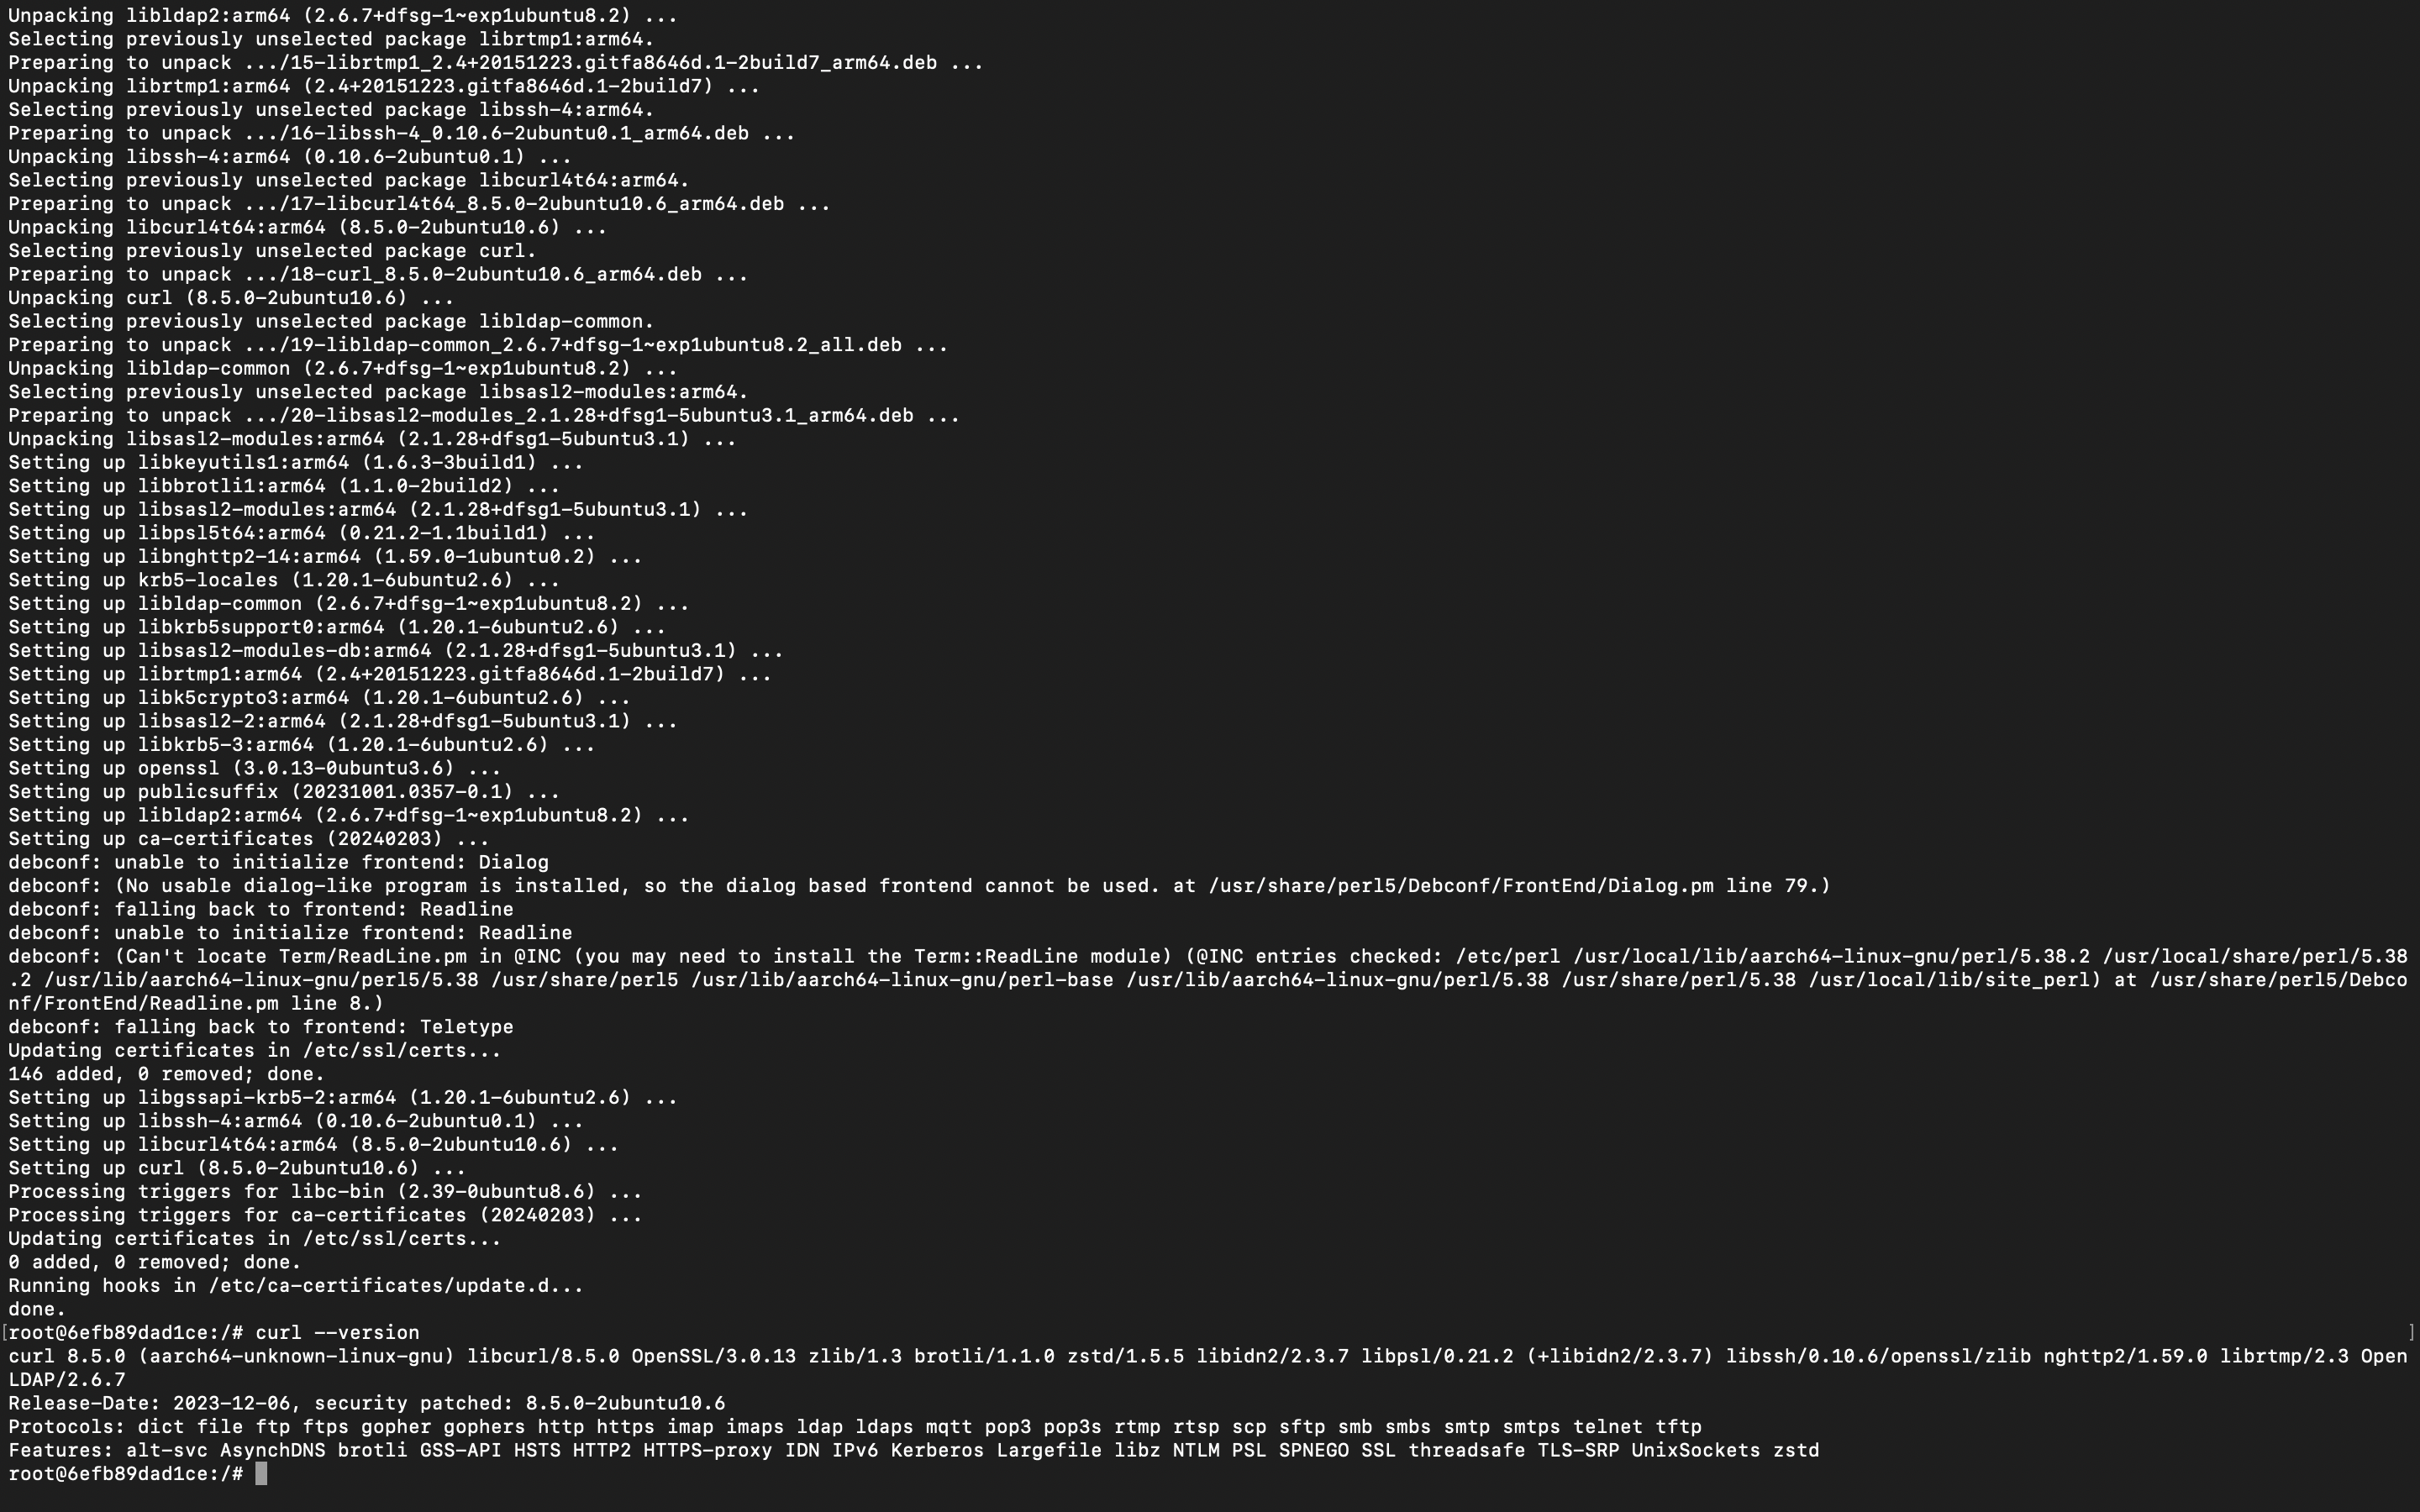 Unpacking libldap2:arm64 (2.6.7+dfsg-1~exp1ubuntu8.2) ...
Selecting previously unselected package librtmp1:arm64.
Preparing to unpack .../15-librtmp1_2.4+20151223.gitfa8646d.1-2build7_arm64.deb ...
Unpacking librtmp1:arm64 (2.4+20151223.gitfa8646d.1-2build7) ...
Selecting previously unselected package libssh-4:arm64.
Preparing to unpack .../16-libssh-4_0.10.6-2ubuntu0.1_arm64.deb ...
Unpacking libssh-4:arm64 (0.10.6-2ubuntu0.1) ...
Selecting previously unselected package libcurl4t64:arm64.
Preparing to unpack .../17-libcurl4t64_8.5.0-2ubuntu10.6_arm64.deb ...
Unpacking libcurl4t64:arm64 (8.5.0-2ubuntu10.6) ...
Selecting previously unselected package curl.
Preparing to unpack .../18-curl_8.5.0-2ubuntu10.6_arm64.deb ...
Unpacking curl (8.5.0-2ubuntu10.6) ...
Selecting previously unselected package libldap-common.
Preparing to unpack .../19-libldap-common_2.6.7+dfsg-1~exp1ubuntu8.2_all.deb ...
Unpacking libldap-common (2.6.7+dfsg-1~exp1ubuntu8.2) ...
Selecting previously unselected package libsasl2-modules:arm64.
Preparing to unpack .../20-libsasl2-modules_2.1.28+dfsg1-5ubuntu3.1_arm64.deb ...
Unpacking libsasl2-modules:arm64 (2.1.28+dfsg1-5ubuntu3.1) ...
Setting up libkeyutils1:arm64 (1.6.3-3build1) ...
Setting up libbrotli1:arm64 (1.1.0-2build2) ...
Setting up libsasl2-modules:arm64 (2.1.28+dfsg1-5ubuntu3.1) ...
Setting up libpsl5t64:arm64 (0.21.2-1.1build1) ...
Setting up libnghttp2-14:arm64 (1.59.0-1ubuntu0.2) ...
Setting up krb5-locales (1.20.1-6ubuntu2.6) ...
Setting up libldap-common (2.6.7+dfsg-1~exp1ubuntu8.2) ...
Setting up libkrb5support0:arm64 (1.20.1-6ubuntu2.6) ...
Setting up libsasl2-modules-db:arm64 (2.1.28+dfsg1-5ubuntu3.1) ...
Setting up librtmp1:arm64 (2.4+20151223.gitfa8646d.1-2build7) ...
Setting up libk5crypto3:arm64 (1.20.1-6ubuntu2.6) ...
Setting up libsasl2-2:arm64 (2.1.28+dfsg1-5ubuntu3.1) ...
Setting up libkrb5-3:arm64 (1.20.1-6ubuntu2.6) ...
Setting up openssl (3.0.13-0ubuntu3.6) ...
Setting up publicsuffix (20231001.0357-0.1) ...
Setting up libldap2:arm64 (2.6.7+dfsg-1~exp1ubuntu8.2) ...
Setting up ca-certificates (20240203) ...
debconf: unable to initialize frontend: Dialog
debconf: (No usable dialog-like program is installed, so the dialog based frontend cannot be used. at /usr/share/perl5/Debconf/FrontEnd/Dialog.pm line 79.)
debconf: falling back to frontend: Readline
debconf: unable to initialize frontend: Readline
debconf: (Can't locate Term/ReadLine.pm in @INC (you may need to install the Term::ReadLine module) (@INC entries checked: /etc/perl /usr/local/lib/aarch64-linux-gnu/perl/5.38.2 /usr/local/share/perl/5.38
.2 /usr/lib/aarch64-linux-gnu/perl5/5.38 /usr/share/perl5 /usr/lib/aarch64-linux-gnu/perl-base /usr/lib/aarch64-linux-gnu/perl/5.38 /usr/share/perl/5.38 /usr/local/lib/site_perl) at /usr/share/perl5/Debco
nf/FrontEnd/Readline.pm line 8.)
debconf: falling back to frontend: Teletype
Updating certificates in /etc/ssl/certs...
146 added, 0 removed; done.
Setting up libgssapi-krb5-2:arm64 (1.20.1-6ubuntu2.6) ...
Setting up libssh-4:arm64 (0.10.6-2ubuntu0.1) ...
Setting up libcurl4t64:arm64 (8.5.0-2ubuntu10.6) ...
Setting up curl (8.5.0-2ubuntu10.6) ...
Processing triggers for libc-bin (2.39-0ubuntu8.6) ...
Processing triggers for ca-certificates (20240203) ...
Updating certificates in /etc/ssl/certs...
0 added, 0 removed; done.
Running hooks in /etc/ca-certificates/update.d...
done.
[root@6efb89dad1ce:/# curl --version ]
curl 8.5.0 (aarch64-unknown-linux-gnu) libcurl/8.5.0 OpenSSL/3.0.13 zlib/1.3 brotli/1.1.0 zstd/1.5.5 libidn2/2.3.7 libpsl/0.21.2 (+libidn2/2.3.7) libssh/0.10.6/openssl/zlib nghttp2/1.59.0 librtmp/2.3 Open
LDAP/2.6.7
Release-Date: 2023-12-06, security patched: 8.5.0-2ubuntu10.6
Protocols: dict file ftp ftps gopher gophers http https imap imaps ldap ldaps mqtt pop3 pop3s rtmp rtsp scp sftp smb smbs smtp smtps telnet tftp
Features: alt-svc AsynchDNS brotli GSS-API HSTS HTTP2 HTTPS-proxy IDN IPv6 Kerberos Largefile libz NTLM PSL SPNEGO SSL threadsafe TLS-SRP UnixSockets zstd
root@6efb89dad1ce:/#